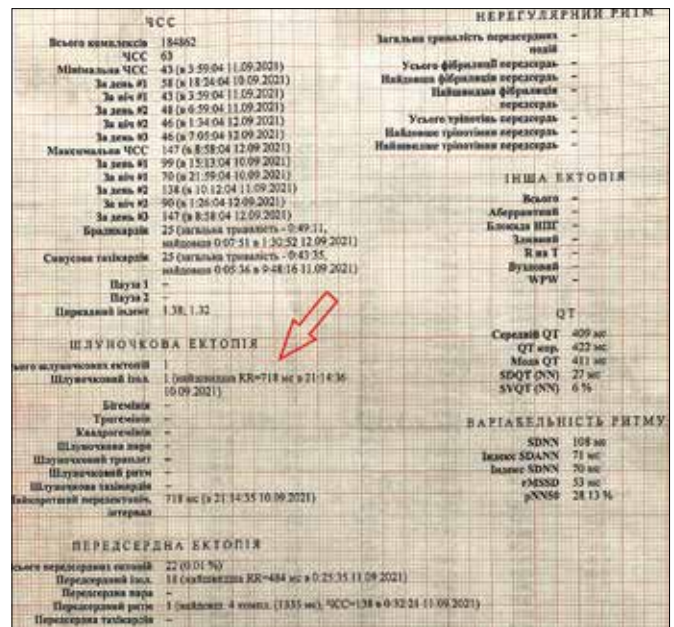 ЧСС
Всього комплексів 184862
ЧСС 63
Мінімальна ЧСС 43 (в 3:59:04 11.09.2021)
За день #1 58 (в 18:24:04 10.09.2021)
За ніч #1 43 (в 3:59:04 11.09.2021)
За день #2 48 (в 6:59:04 11.09.2021)
За ніч #2 46 (в 1:34:04 12.09.2021)
За день #3 46 (в 7:05:04 12.09.2021)
Максимальна ЧСС 147 (в 8:58:04 12.09.2021)
За день #1 99 (в 15:13:04 10.09.2021)
За ніч #1 70 (в 21:59:04 10.09.2021)
За день #2 138 (в 10:12:04 11.09.2021)
За ніч #2 90 (в 1:26:04 12.09.2021)
За день #3 147 (в 8:58:04 12.09.2021)
Брадикардія 25 (загальна тривалість - 0:49:11,
найдовша 0:07:51 в 1:30:52 12.09.2021)
Синусова тахікардія 25 (загальна тривалість - 0:43:35,
найдовша 0:05:36 в 9:48:16 11.09.2021)
Пауза 1 -
Пауза 2 -
Циркадний індекс 1.38; 1.32
ШЛУНОЧКОВА ЕКТОПІЯ
ього шлуночкових ектопій 1
Шлуночковий ізол. 1 (найшвидша RR=718 мс в 21:14:36
10.09.2021)
Бігемінія -
Тригемінія -
Квадрогемінія -
Шлуночкова пара -
Шлуночковий триплет -
Шлуночковий ритм -
Шлуночкова тахікардія -
Найкоротший передектопіч. 718 мс (в 21:14:35 10.09.2021)
інтервал
ПЕРЕДСЕРДНА ЕКТОПІЯ
ього передсердних ектопій 22 (0.01 %)
Передсердний ізол. 18 (найшвидша RR=484 мс в 0:25:35 11.09.2021)
Передсердна пара -
Передсердний ритм 1 (найдовш. 4 компл. (1335 мс), ЧСС=138 в 0:32:21 11.09.2021)
Передсердна тахікардія -
НЕРЕГУЛЯРНИЙ РИТМ
Загальна тривалість передсердних -
подій
Усього фібриляцій передсердь -
Найдовша фібриляція передсердь -
Найшвидша фібриляція -
передсердь
Усього тріпотінь передсердь -
Найдовше тріпотіння передсердь -
Найшвидше тріпотіння передсердь -
ІНША ЕКТОПІЯ
Всього -
Аберрантний -
Блокада НПГ -
Зливний -
R на T -
Вузловий -
WPW -
QT
Середній QT 409 мс
QT кор. 422 мс
Мода QT 411 мс
SDQT (NN) 27 мс
SVQT (NN) 6 %
ВАРІАБЕЛЬНІСТЬ РИТМУ
SDNN 108 мс
Індекс SDANN 71 мс
Індекс SDNN 70 мс
rMSSD 53 мс
pNN50 28.13 %